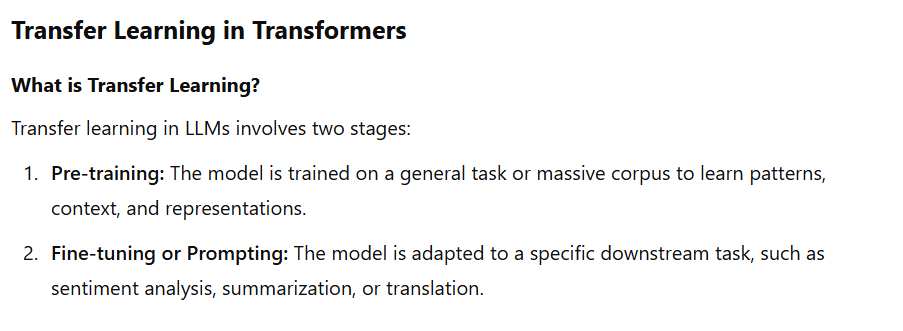 Transfer Learning in Transformers
What is Transfer Learning?
Transfer learning in LLMs involves two stages:
1. Pre-training: The model is trained on a general task or massive corpus to learn patterns,
context, and representations.
2. Fine-tuning or Prompting: The model is adapted to a specific downstream task, such as
sentiment analysis, summarization, or translation.